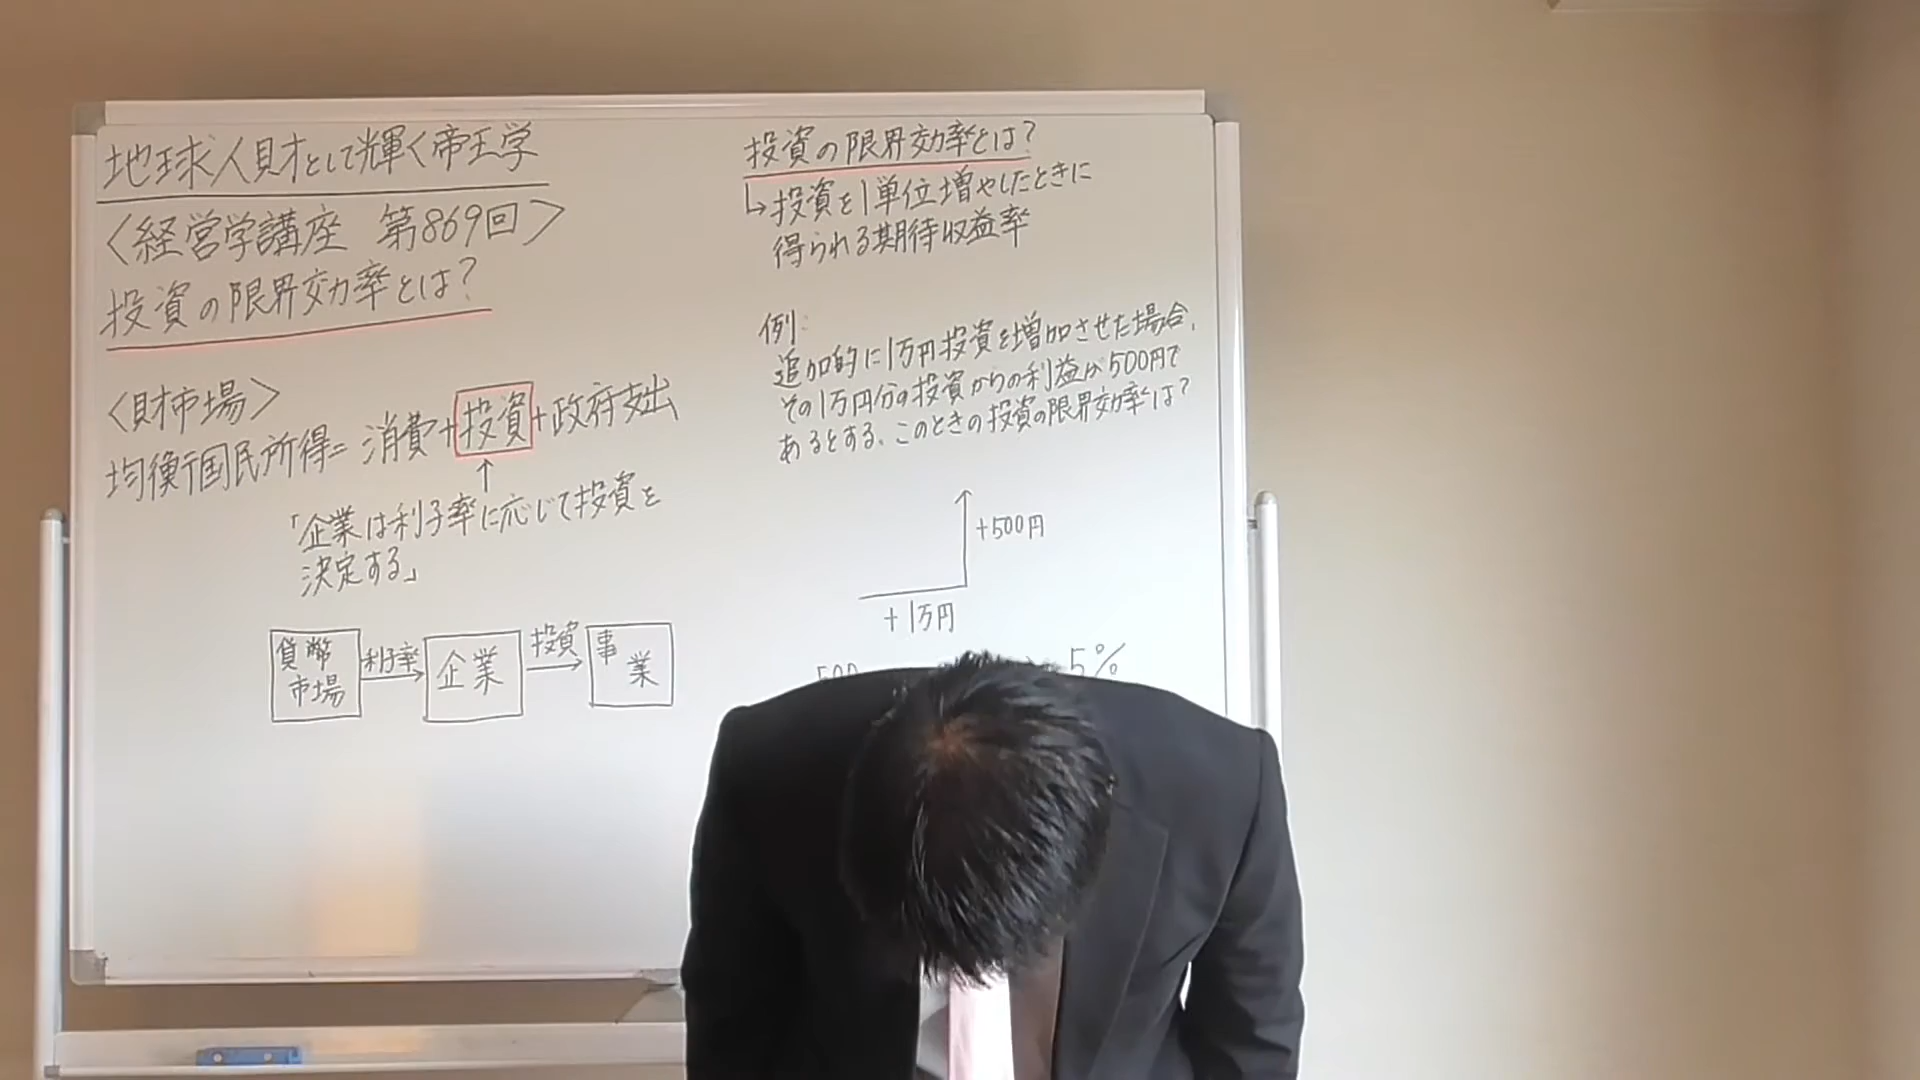 地球人財として輝く帝王学
〈経営学講座 第869回〉
投資の限界効率とは?
〈財市場〉
均衡国民所得=消費+投資+政府支出
↑
「企業は利子率に応じて投資を
決定する」
貨幣
市場
利子率
企業
投資
事
業
投資の限界効率とは?
↳投資を1単位増やしたときに
得られる期待収益率
例:
追加的に1万円投資を増加させた場合、
その1万円分の投資からの利益が500円で
あるとする。このときの投資の限界効率は?
+500円
+1万円
500
5%